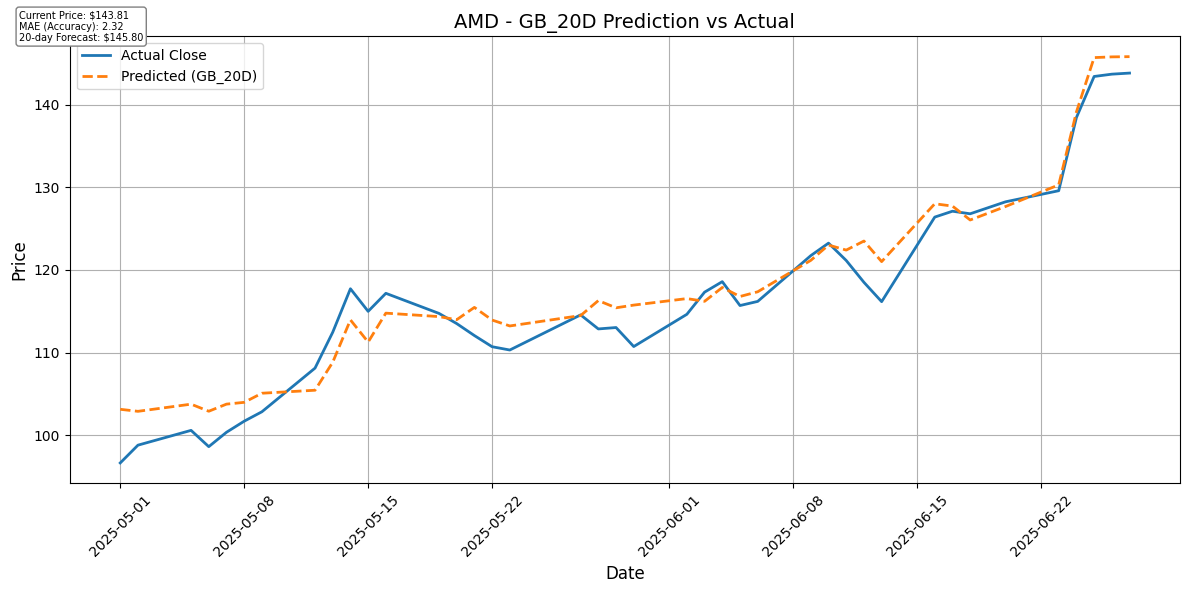 AMD - GB_20D Prediction vs Actual
Current Price: $143.81
MAE (Accuracy): 2.32
20-day Forecast: $145.80
Actual Close
Predicted (GB_20D)
Price
140
130
120
110
100
2025-05-01
2025-05-08
2025-05-15
2025-05-22
2025-06-01
2025-06-08
2025-06-15
2025-06-22
Date